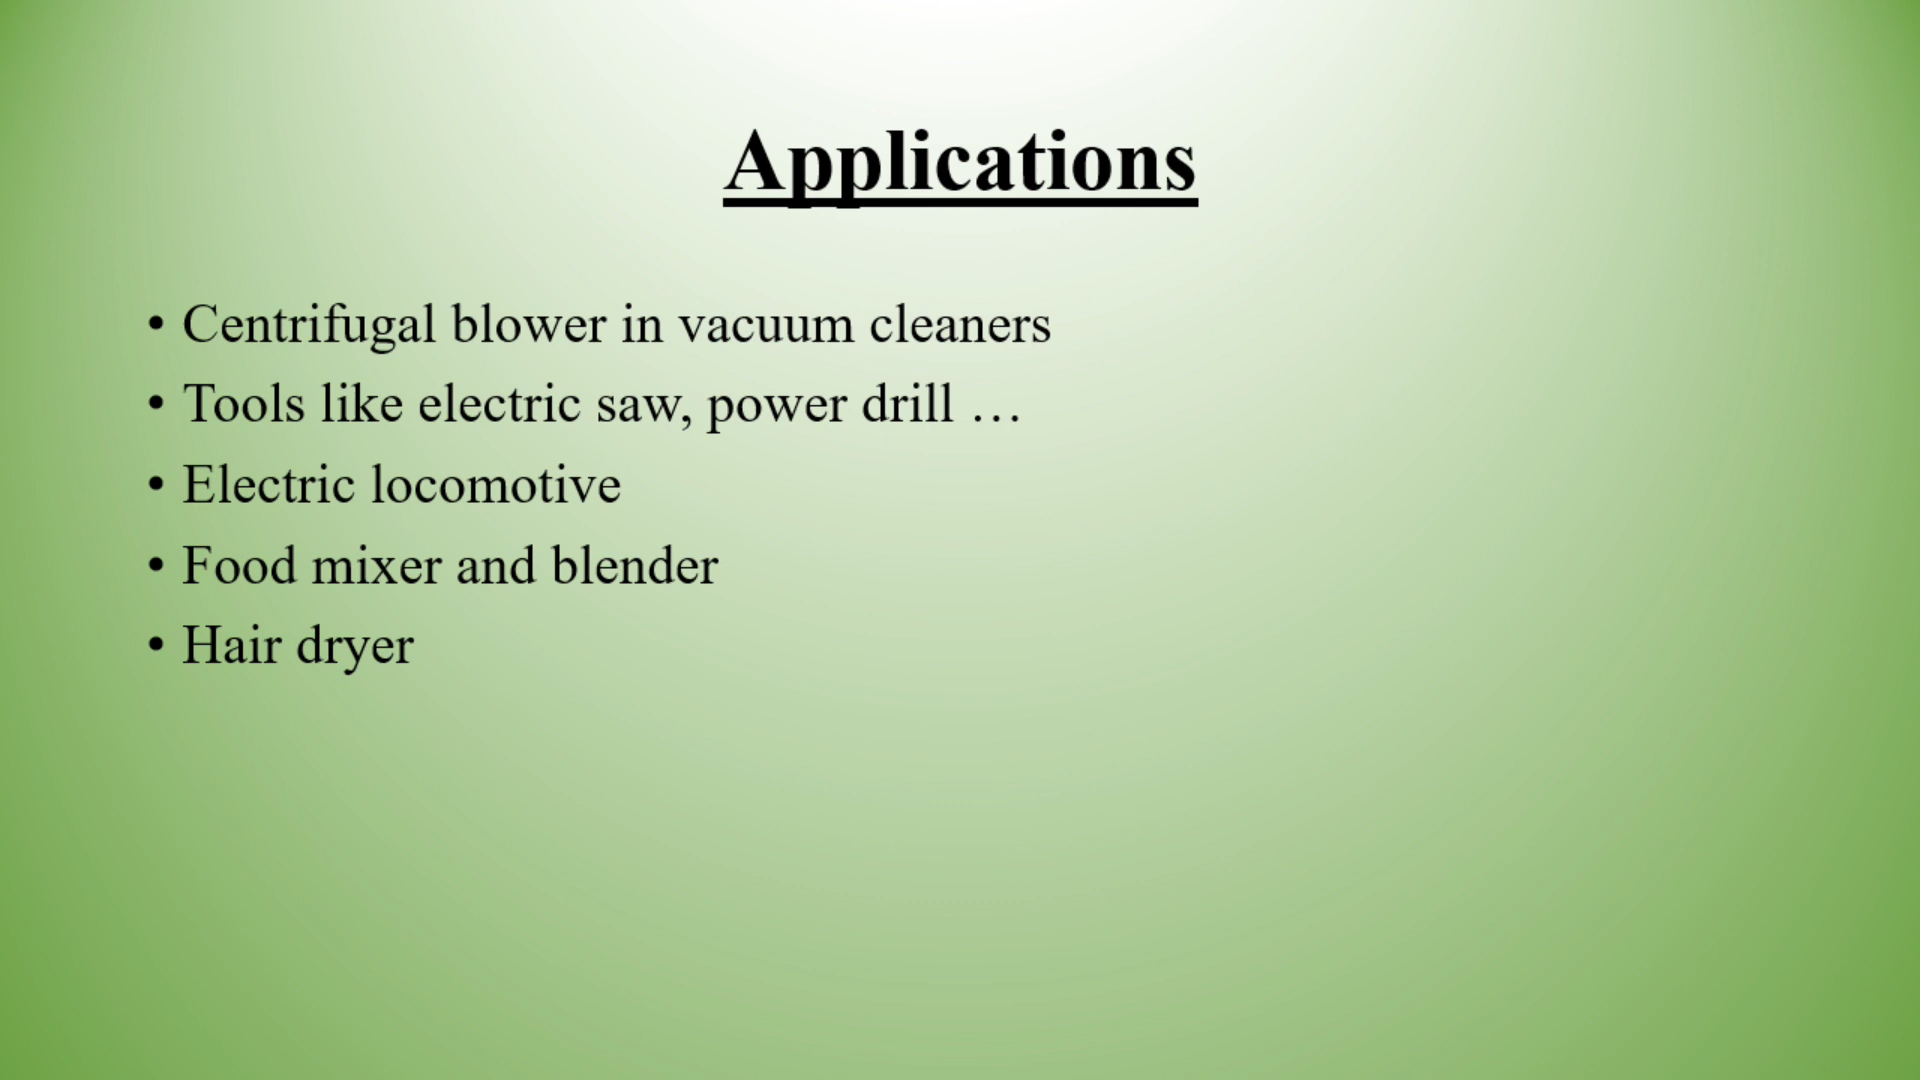 Applications
• Centrifugal blower in vacuum cleaners
• Tools like electric saw, power drill …
• Electric locomotive
• Food mixer and blender
• Hair dryer